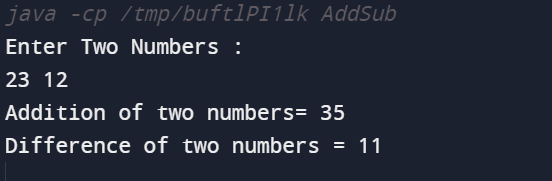 java -cp /tmp/buftlPI1lk AddSub
Enter Two Numbers :
23 12
Addition of two numbers= 35
Difference of two numbers = 11